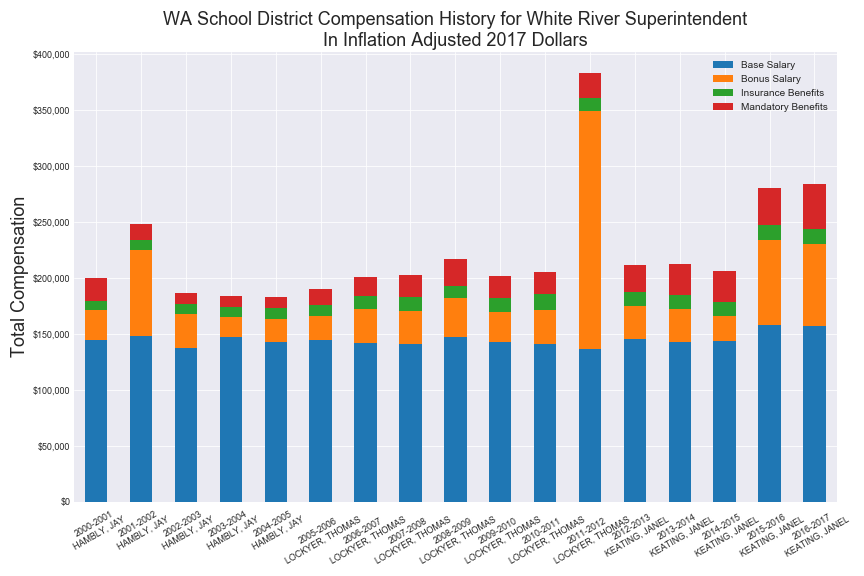 WA School District Compensation History for White River Superintendent
In Inflation Adjusted 2017 Dollars
Total Compensation
$400,000
$350,000
$300,000
$250,000
$200,000
$150,000
$100,000
$50,000
$0
Base Salary
Bonus Salary
Insurance Benefits
Mandatory Benefits
2000-2001
HAMBLY, JAY
2001-2002
HAMBLY, JAY
2002-2003
HAMBLY, JAY
2003-2004
HAMBLY, JAY
2004-2005
HAMBLY, JAY
2005-2006
LOCKYER, THOMAS
2006-2007
LOCKYER, THOMAS
2007-2008
LOCKYER, THOMAS
2008-2009
LOCKYER, THOMAS
2009-2010
LOCKYER, THOMAS
2010-2011
LOCKYER, THOMAS
2011-2012
LOCKYER, THOMAS
2012-2013
KEATING, JANEL
2013-2014
KEATING, JANEL
2014-2015
KEATING, JANEL
2015-2016
KEATING, JANEL
2016-2017
KEATING, JANEL